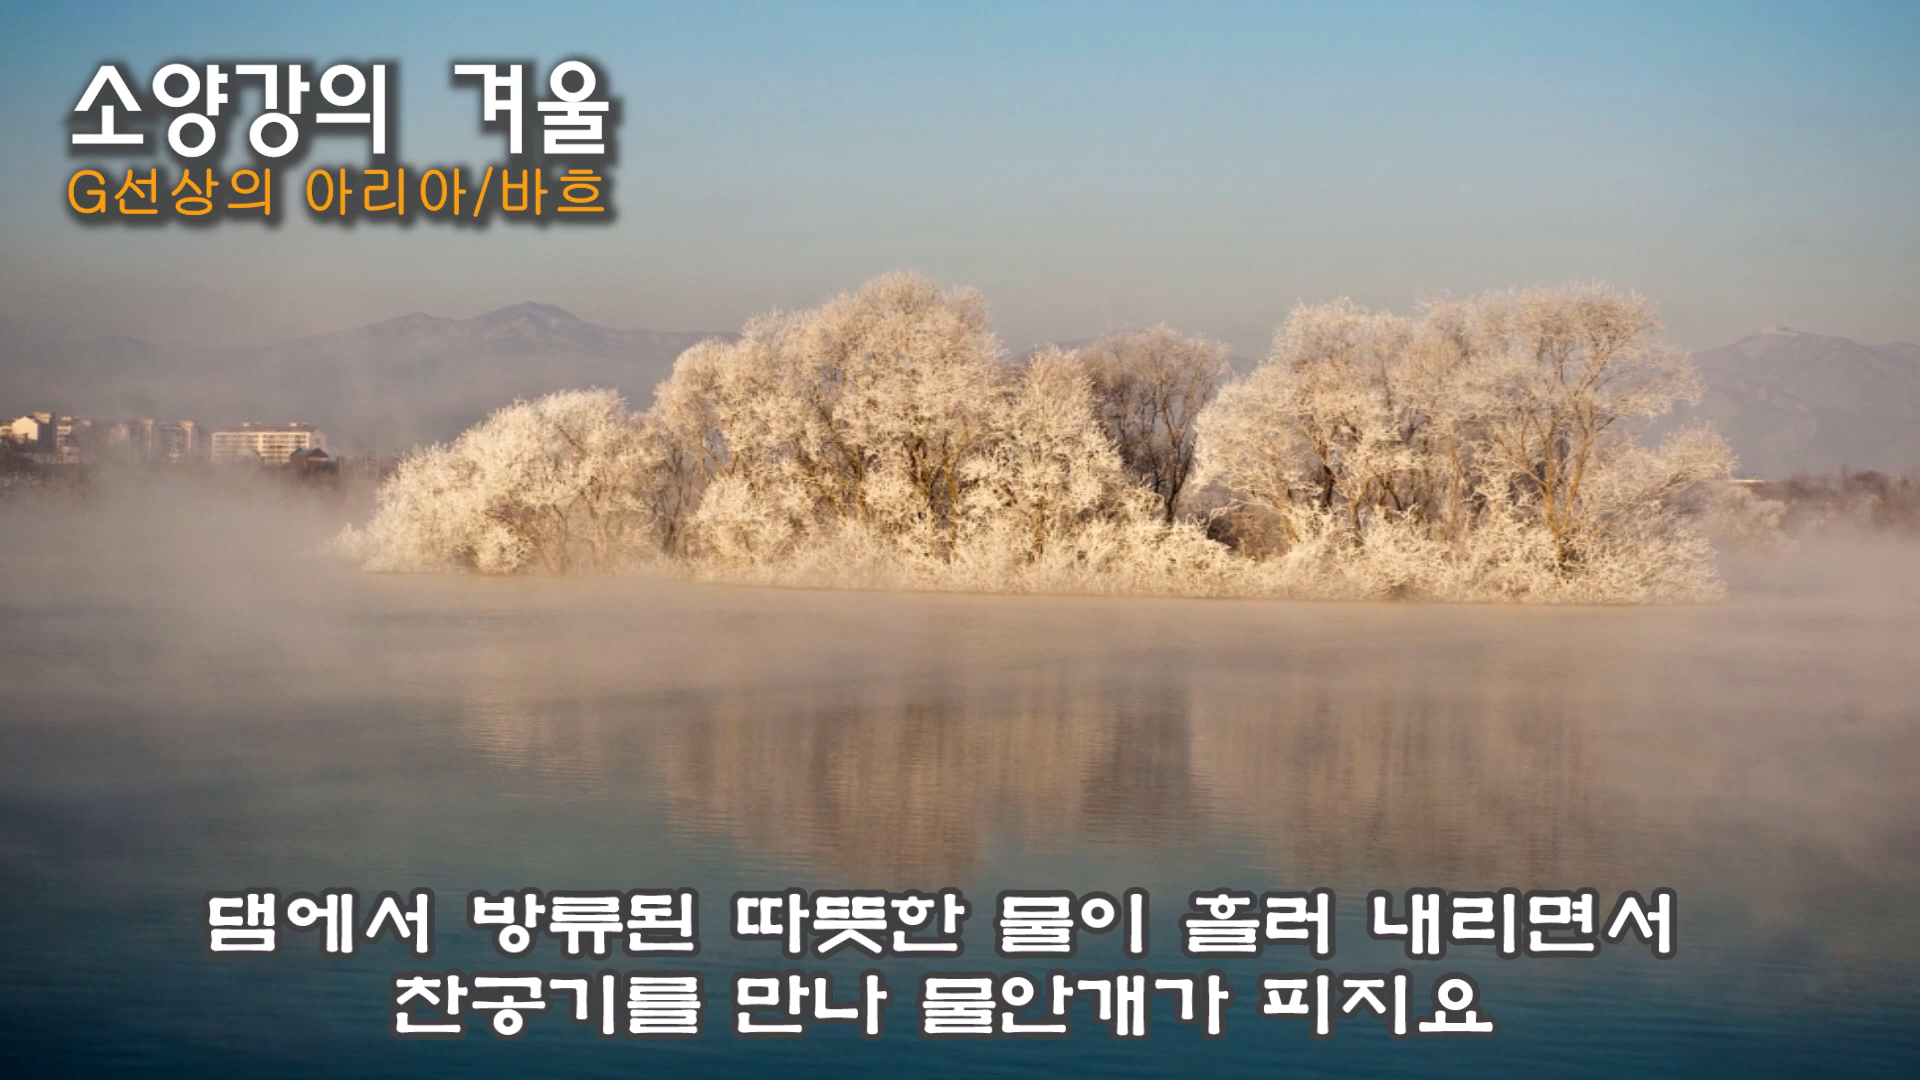 소양강의 겨울
G선상의 아리아/바흐
댐에서 방류된 따뜻한 물이 흘러 내리면서
찬공기를 만나 물안개가 피지요